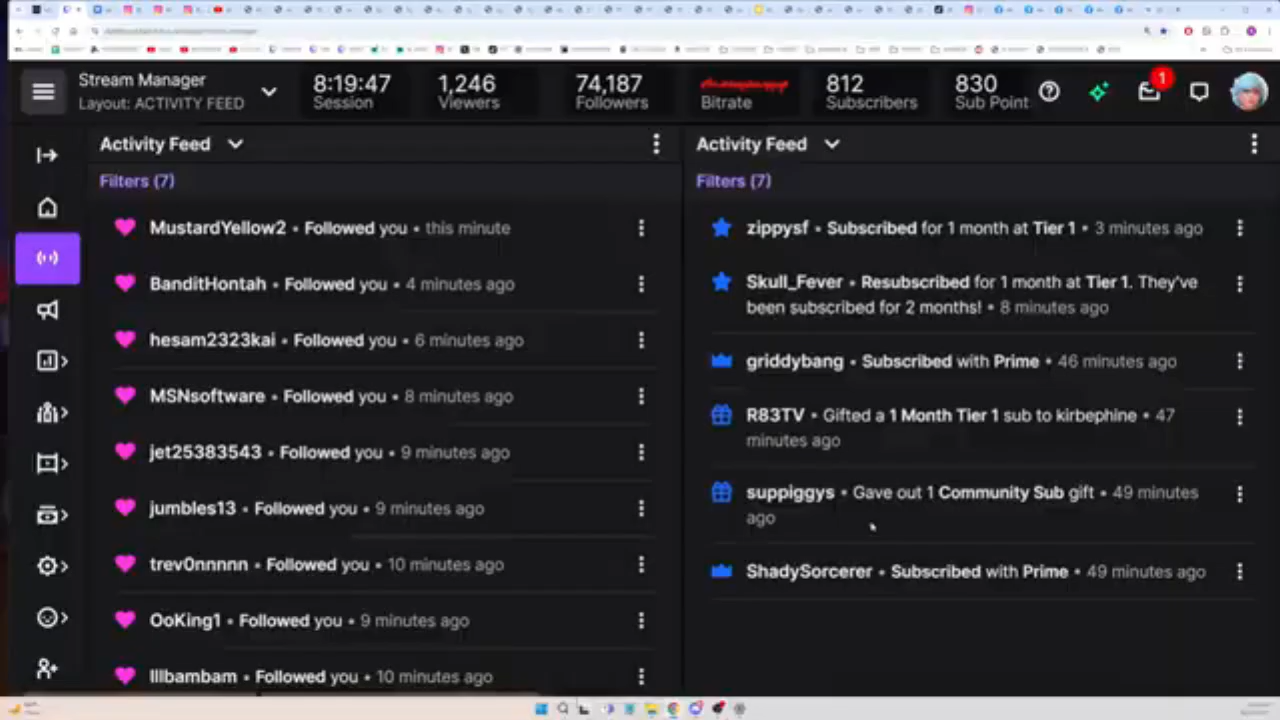 Stream Manager
Layout: ACTIVITY FEED
8:19:47
Session
1,246
Viewers
74,187
Followers
Bitrate
812
Subscribers
830
Sub Point
1
Activity Feed
Filters (7)
MustardYellow2 • Followed you • this minute
BanditHontah • Followed you • 4 minutes ago
hesam2323kai • Followed you • 6 minutes ago
MSNsoftware • Followed you • 8 minutes ago
jet25383543 • Followed you • 9 minutes ago
jumbles13 • Followed you • 9 minutes ago
trev0nnnnn • Followed you • 10 minutes ago
OoKing1 • Followed you • 9 minutes ago
lllbambam • Followed you • 10 minutes ago
Activity Feed
Filters (7)
zippysf • Subscribed for 1 month at Tier 1 • 3 minutes ago
Skull_Fever • Resubscribed for 1 month at Tier 1. They've
been subscribed for 2 months! • 8 minutes ago
griddybang • Subscribed with Prime • 46 minutes ago
R83TV • Gifted a 1 Month Tier 1 sub to kirbephine • 47
minutes ago
suppiggys • Gave out 1 Community Sub gift • 49 minutes
ago
ShadySorcerer • Subscribed with Prime • 49 minutes ago